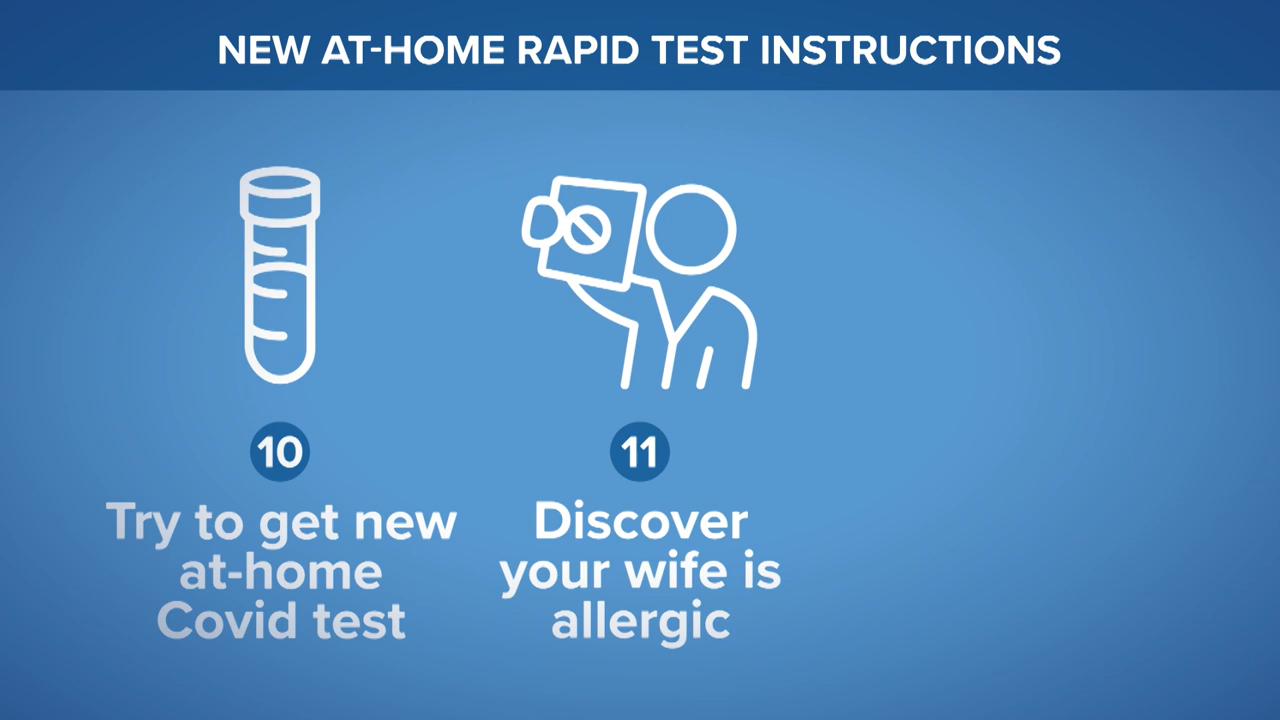 NEW AT-HOME RAPID TEST INSTRUCTIONS
10
Try to get new
at-home
Covid test
11
Discover
your wife is
allergic